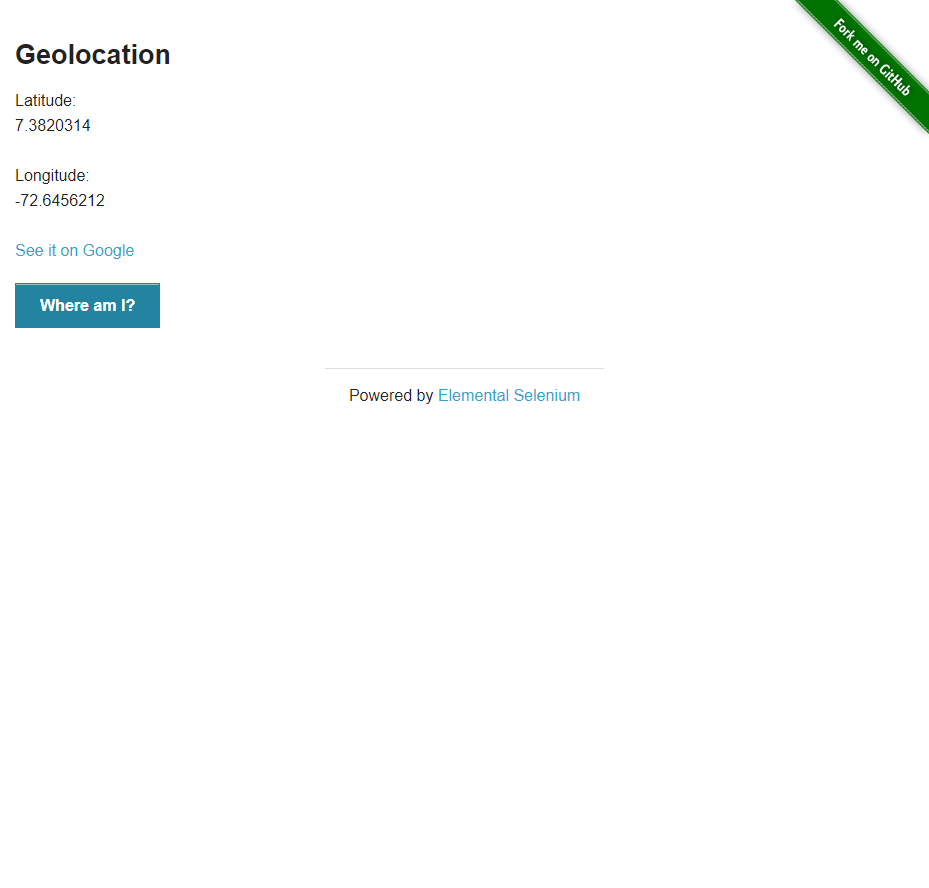 Fork me on GitHub
Geolocation
Latitude:
7.3820314
Longitude:
-72.6456212
See it on Google
Where am I?
Powered by Elemental Selenium